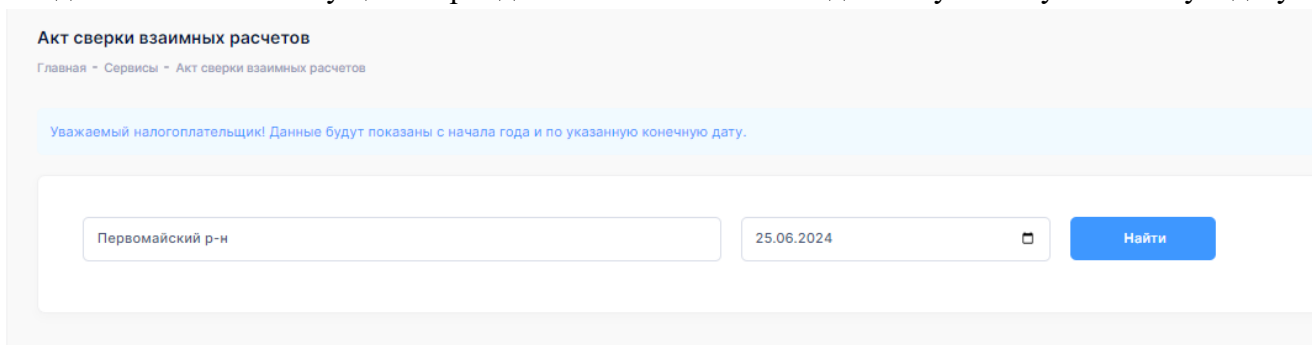 Акт сверки взаимных расчетов
Главная - Сервисы - Акт сверки взаимных расчетов
Уважаемый налогоплательщик! Данные будут показаны с начала года и по указанную конечную дату.
Первомайский р-н
25.06.2024
Найти